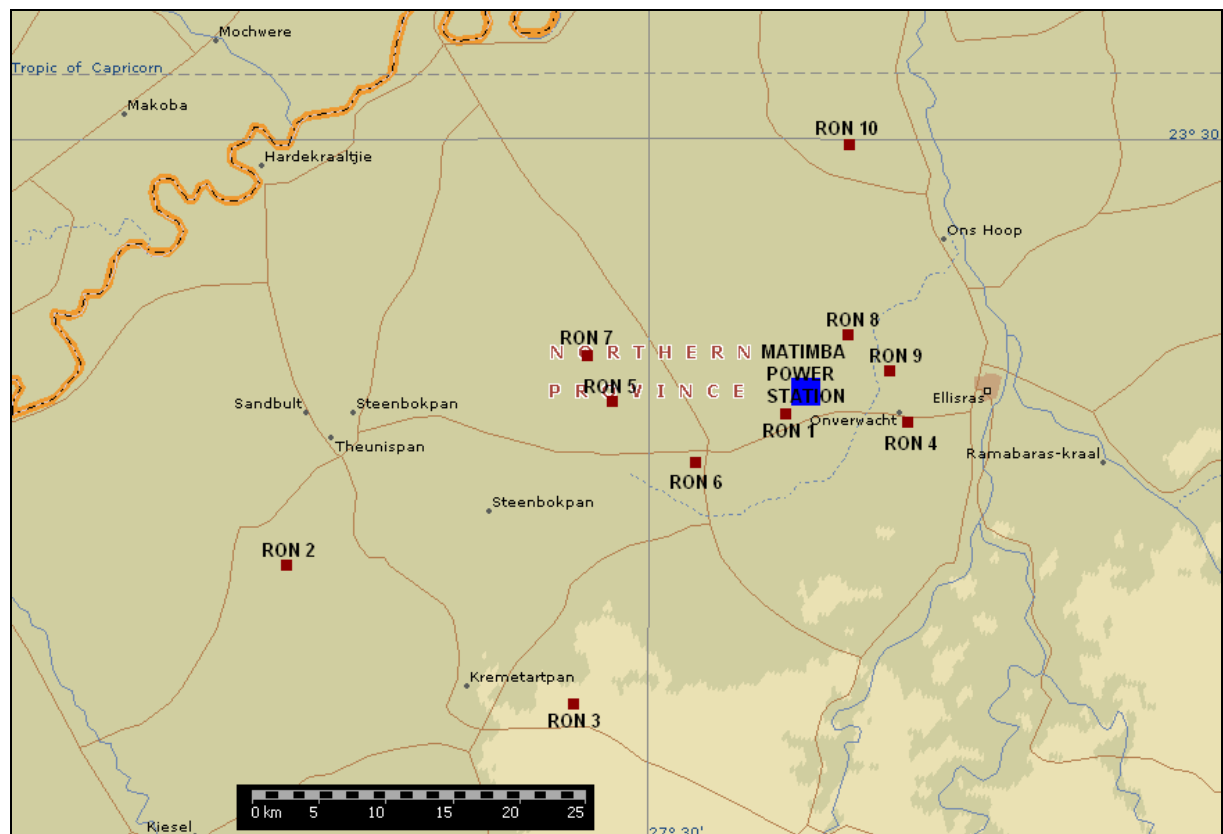 Mochwere
Tropic of Capricorn
Makoba
RON 10
23° 30
Hardekraaltjie
Ons Hoop
RON 8
RON 7
NORTHERN
MATIMBA
RON 9
POWER
PROVINCE
RON 5
STATION
Ellisras
Sandbult
Steenbokpan
Onverwacht
RON 1
RON 4
Theunispan
Ramabaras-kraal
RON 6
Steenbokpan
RON 2
Kremetartpan
RON 3
0 km 5 10 15 20 25
Kiesel
27° 30'